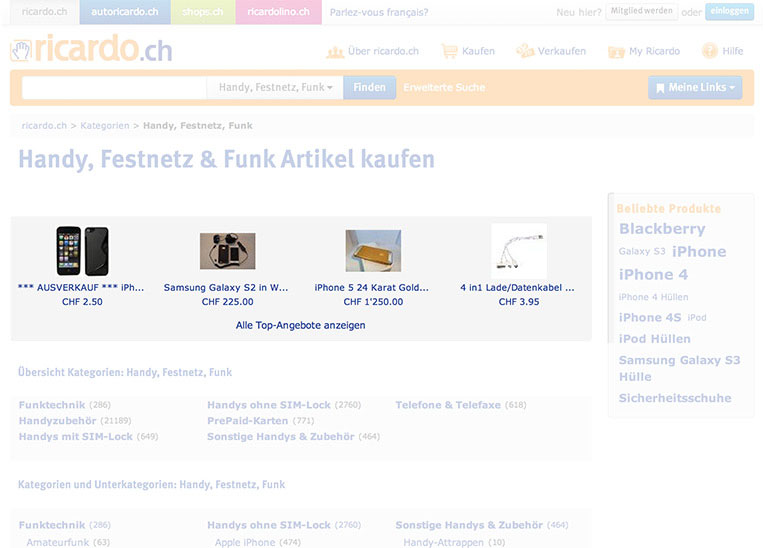 ricardo.ch autoricardo.ch shops.ch ricardolino.ch Parlez-vous français? Neu hier? Mitglied werden oder einloggen
ricardo.ch Über ricardo.ch Kaufen Verkaufen My Ricardo Hilfe
Handy, Festnetz, Funk Finden Erweiterte Suche Meine Links
ricardo.ch > Kategorien > Handy, Festnetz, Funk
Handy, Festnetz & Funk Artikel kaufen
*** AUSVERKAUF *** iPh... Samsung Galaxy S2 in W... iPhone 5 24 Karat Gold... 4 in1 Lade/Datenkabel ...
CHF 2.50 CHF 225.00 CHF 1'250.00 CHF 3.95
Alle Top-Angebote anzeigen
Beliebte Produkte
Blackberry
Galaxy S3 iPhone
iPhone 4
iPhone 4 Hüllen
iPhone 4S iPod
iPod Hüllen
Samsung Galaxy S3
Hülle
Sicherheitsschuhe
Übersicht Kategorien: Handy, Festnetz, Funk
Funktechnik (286) Handys ohne SIM-Lock (2760) Telefone & Telefaxe (618)
Handyzubehör (21189) PrePaid-Karten (771)
Handys mit SIM-Lock (649) Sonstige Handys & Zubehör (464)
Kategorien und Unterkategorien: Handy, Festnetz, Funk
Funktechnik (286) Handys ohne SIM-Lock (2760) Sonstige Handys & Zubehör (464)
Amateurfunk (63) Apple iPhone (474) Handy-Attrappen (10)